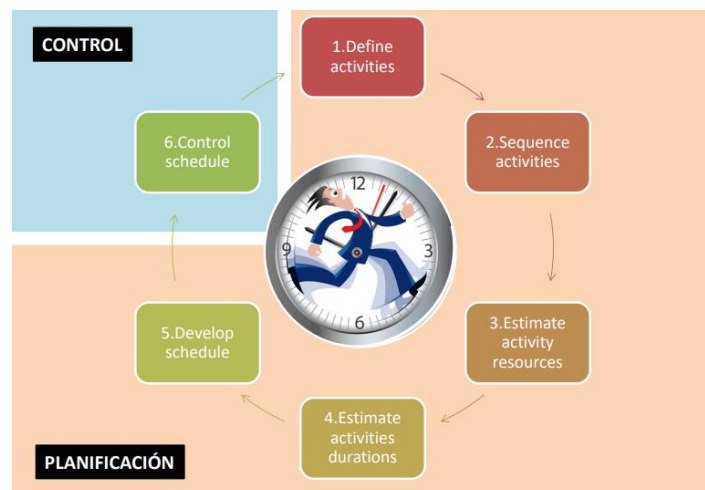 CONTROL
1.Define
activities
6.Control
schedule
2.Sequence
activities
12
3
6
9
5.Develop
schedule
3.Estimate
activity
resources
4.Estimate
activities
durations
PLANIFICACIÓN